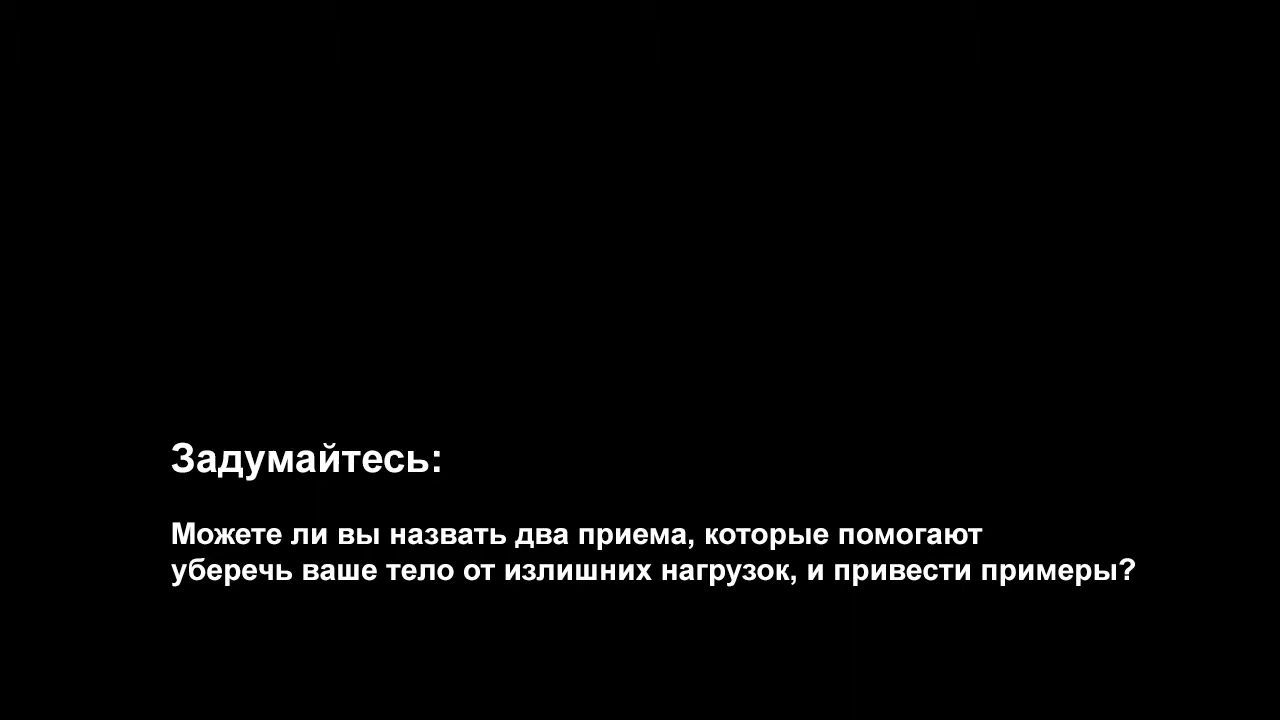 Задумайтесь:
Можете ли вы назвать два приема, которые помогают
уберечь ваше тело от излишних нагрузок, и привести примеры?